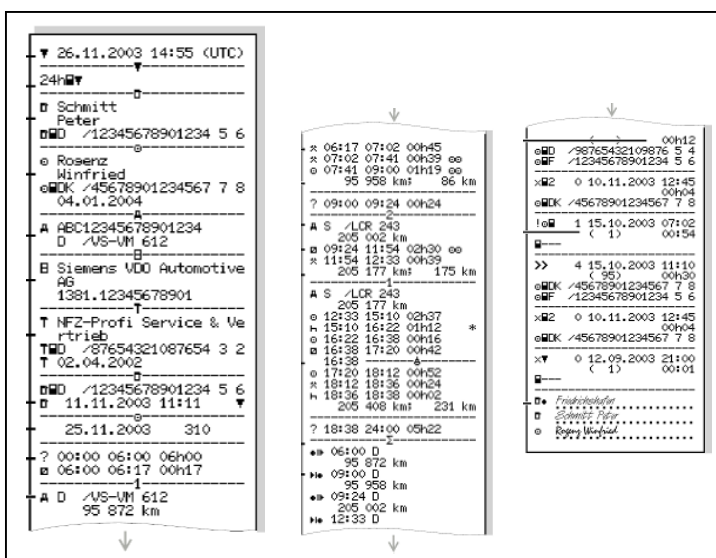 ▼ 26.11.2003 14:55 (UTC)
24h▼
Schmitt
Peter
D /12345678901234 5 6
Rogenz
Winfried
DK /45678901234567 7 8
04.01.2004
A ABC12345678901234
D /VS-VM 612
Siemens VDO Automotive
AG
1381.12345678901
T NFZ-Profi Service & Ve
rtrieb
T D /87654321087654 3 2
T 02.04.2002
D /12345678901234 5 6
11.11.2003 11:11 ▼
25.11.2003 310
? 00:00 06:00 06h00
06:00 06:17 00h17
1
A D /VS-VM 612
95 872 km
06:17 07:02 00h45
07:02 07:41 00h39
07:41 09:00 01h19
95 958 km; 86 km
? 09:00 09:24 00h24
2
A S /LCR 243
205 002 km
09:24 11:54 02h30
11:54 12:33 00h39
205 177 km; 175 km
1
A S /LCR 243
205 177 km
12:33 15:10 02h37
15:10 16:22 01h12 *
16:22 16:38 00h16
16:38 17:20 00h42
16:38
17:20 18:12 00h52
18:12 18:36 00h24
18:36 18:38 00h02
205 408 km; 231 km
? 18:38 24:00 05h22
Σ
06:00 D
95 872 km
09:00 D
09:24 D
205 002 km
12:33 D
( ) 00h12
D /98765432109876 5 4
F /12345678901234 5 6
×2 0 10.11.2003 12:45
00h04
DK /45678901234567 7 8
! 1 15.10.2003 07:02
( 1) 00:54
---
>> 4 15.10.2003 11:10
( 95) 00h30
DK /45678901234567 7 8
F /12345678901234 5 6
×2 0 10.11.2003 12:45
00h04
DK /45678901234567 7 8
×▼ 0 12.09.2003 21:00
( 1) 00:01
---
Friedrichshafen
Schmitt Peter
Rogenz Winfried